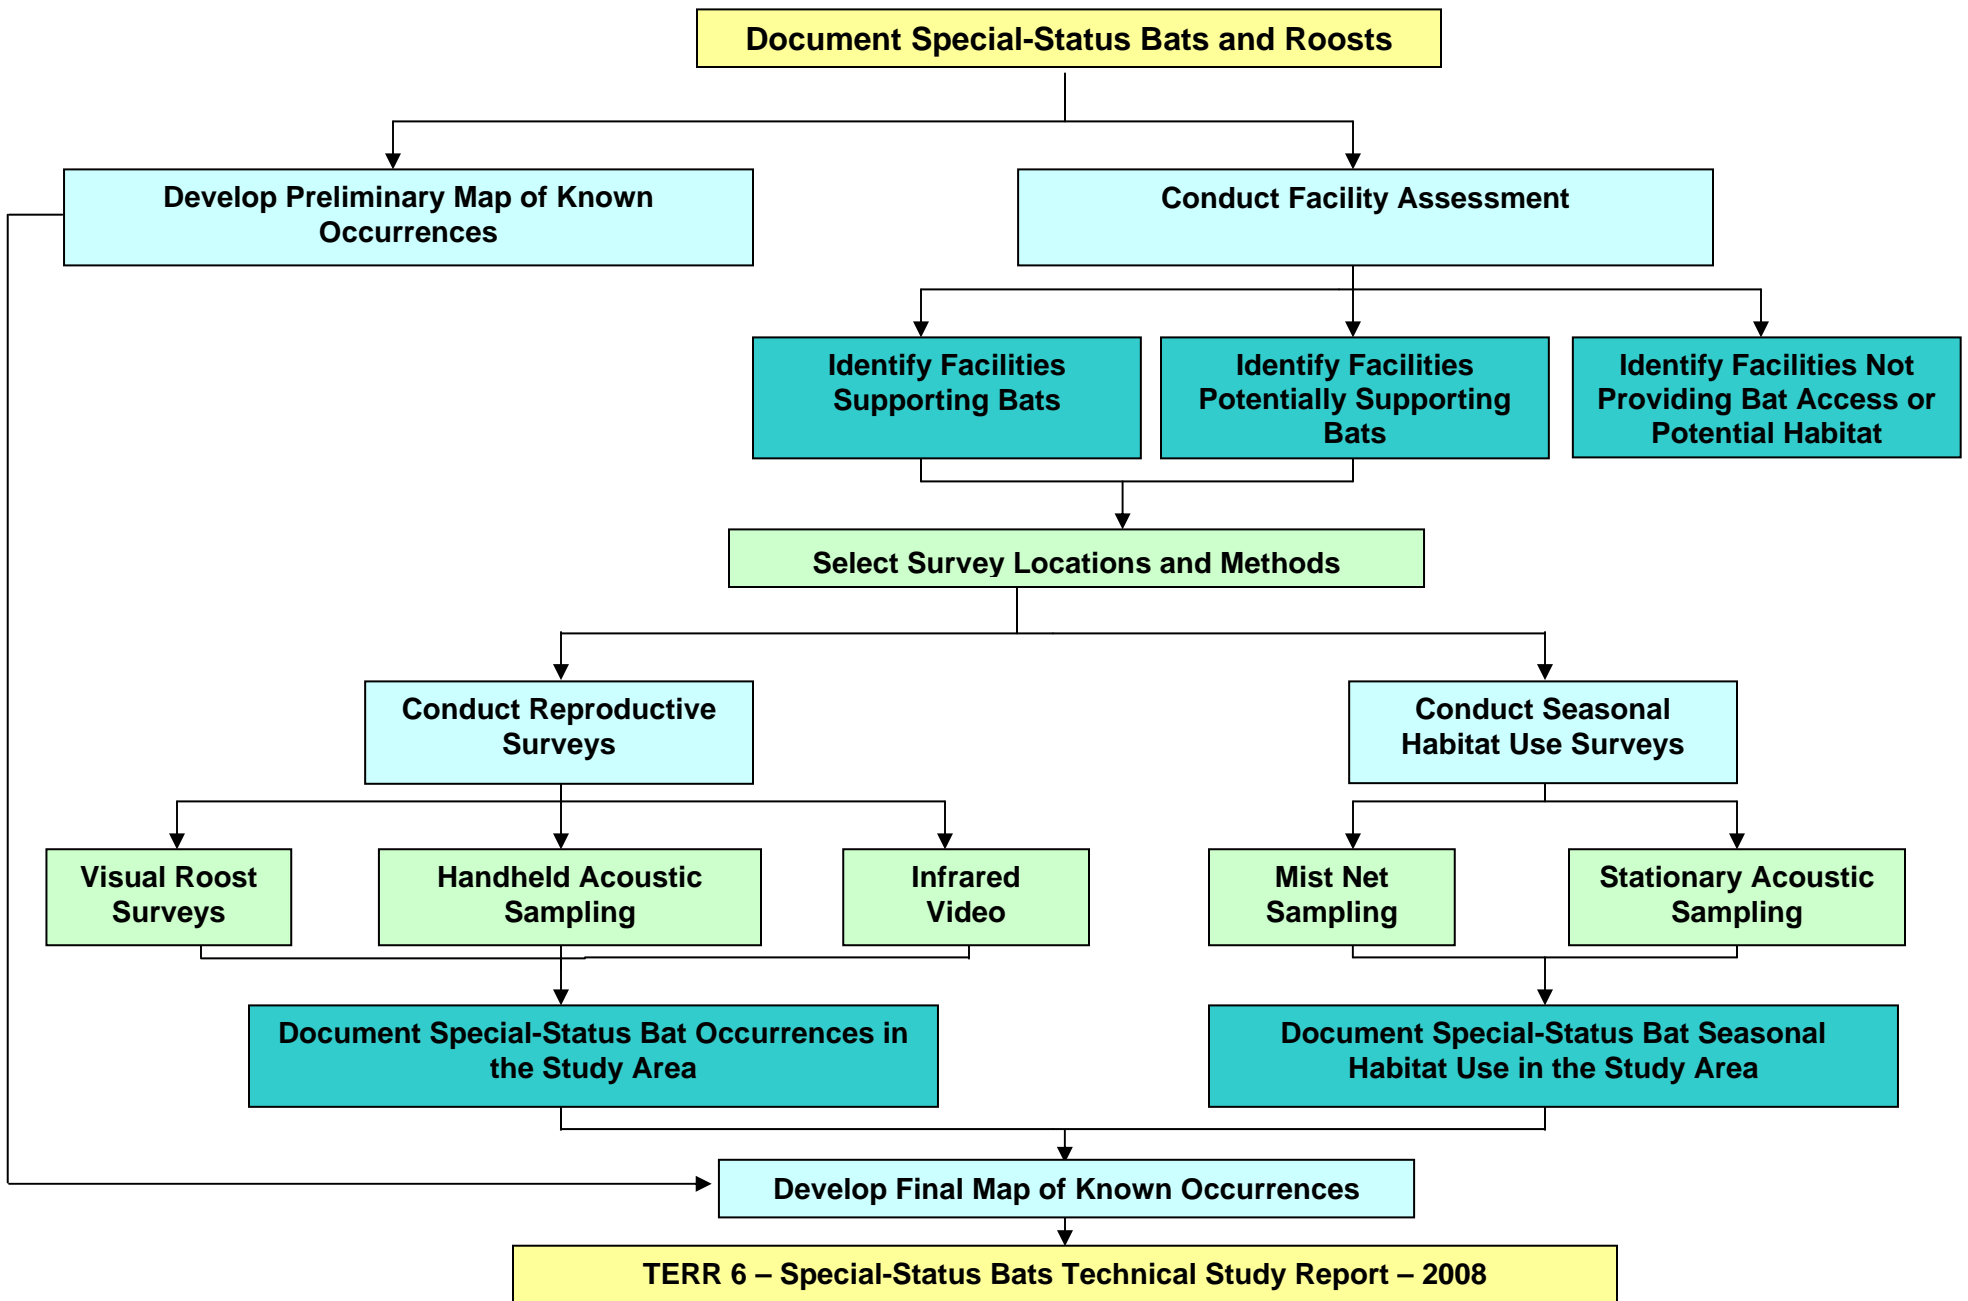 Document Special-Status Bats and Roosts
Develop Preliminary Map of Known
Occurrences
Conduct Facility Assessment
Identify Facilities
Supporting Bats
Identify Facilities
Potentially Supporting
Bats
Identify Facilities Not
Providing Bat Access or
Potential Habitat
Select Survey Locations and Methods
Conduct Reproductive
Surveys
Conduct Seasonal
Habitat Use Surveys
Visual Roost
Surveys
Handheld Acoustic
Sampling
Infrared
Video
Mist Net
Sampling
Stationary Acoustic
Sampling
Document Special-Status Bat Occurrences in
the Study Area
Document Special-Status Bat Seasonal
Habitat Use in the Study Area
Develop Final Map of Known Occurrences
TERR 6 – Special-Status Bats Technical Study Report – 2008